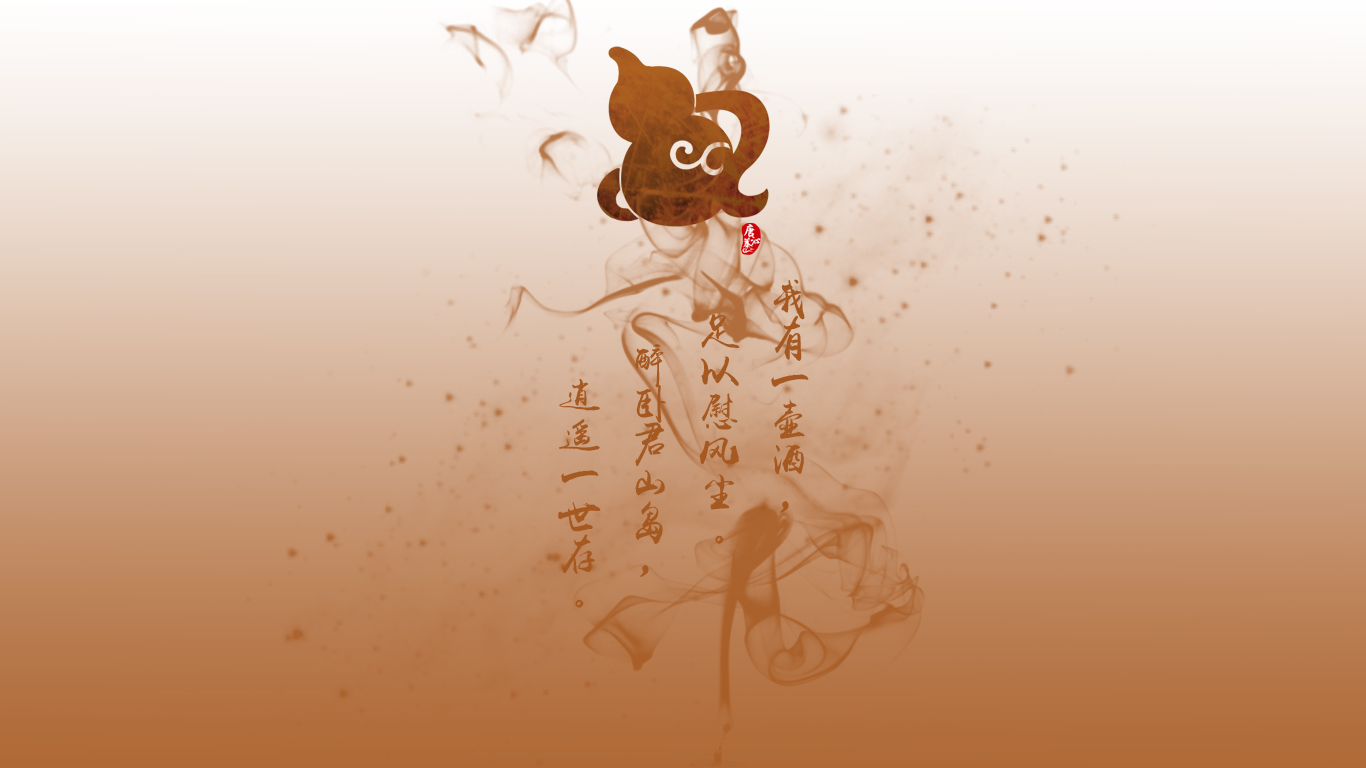 我有一壶酒，
足以慰风尘。
醉卧君山岛，
逍遥一世存。